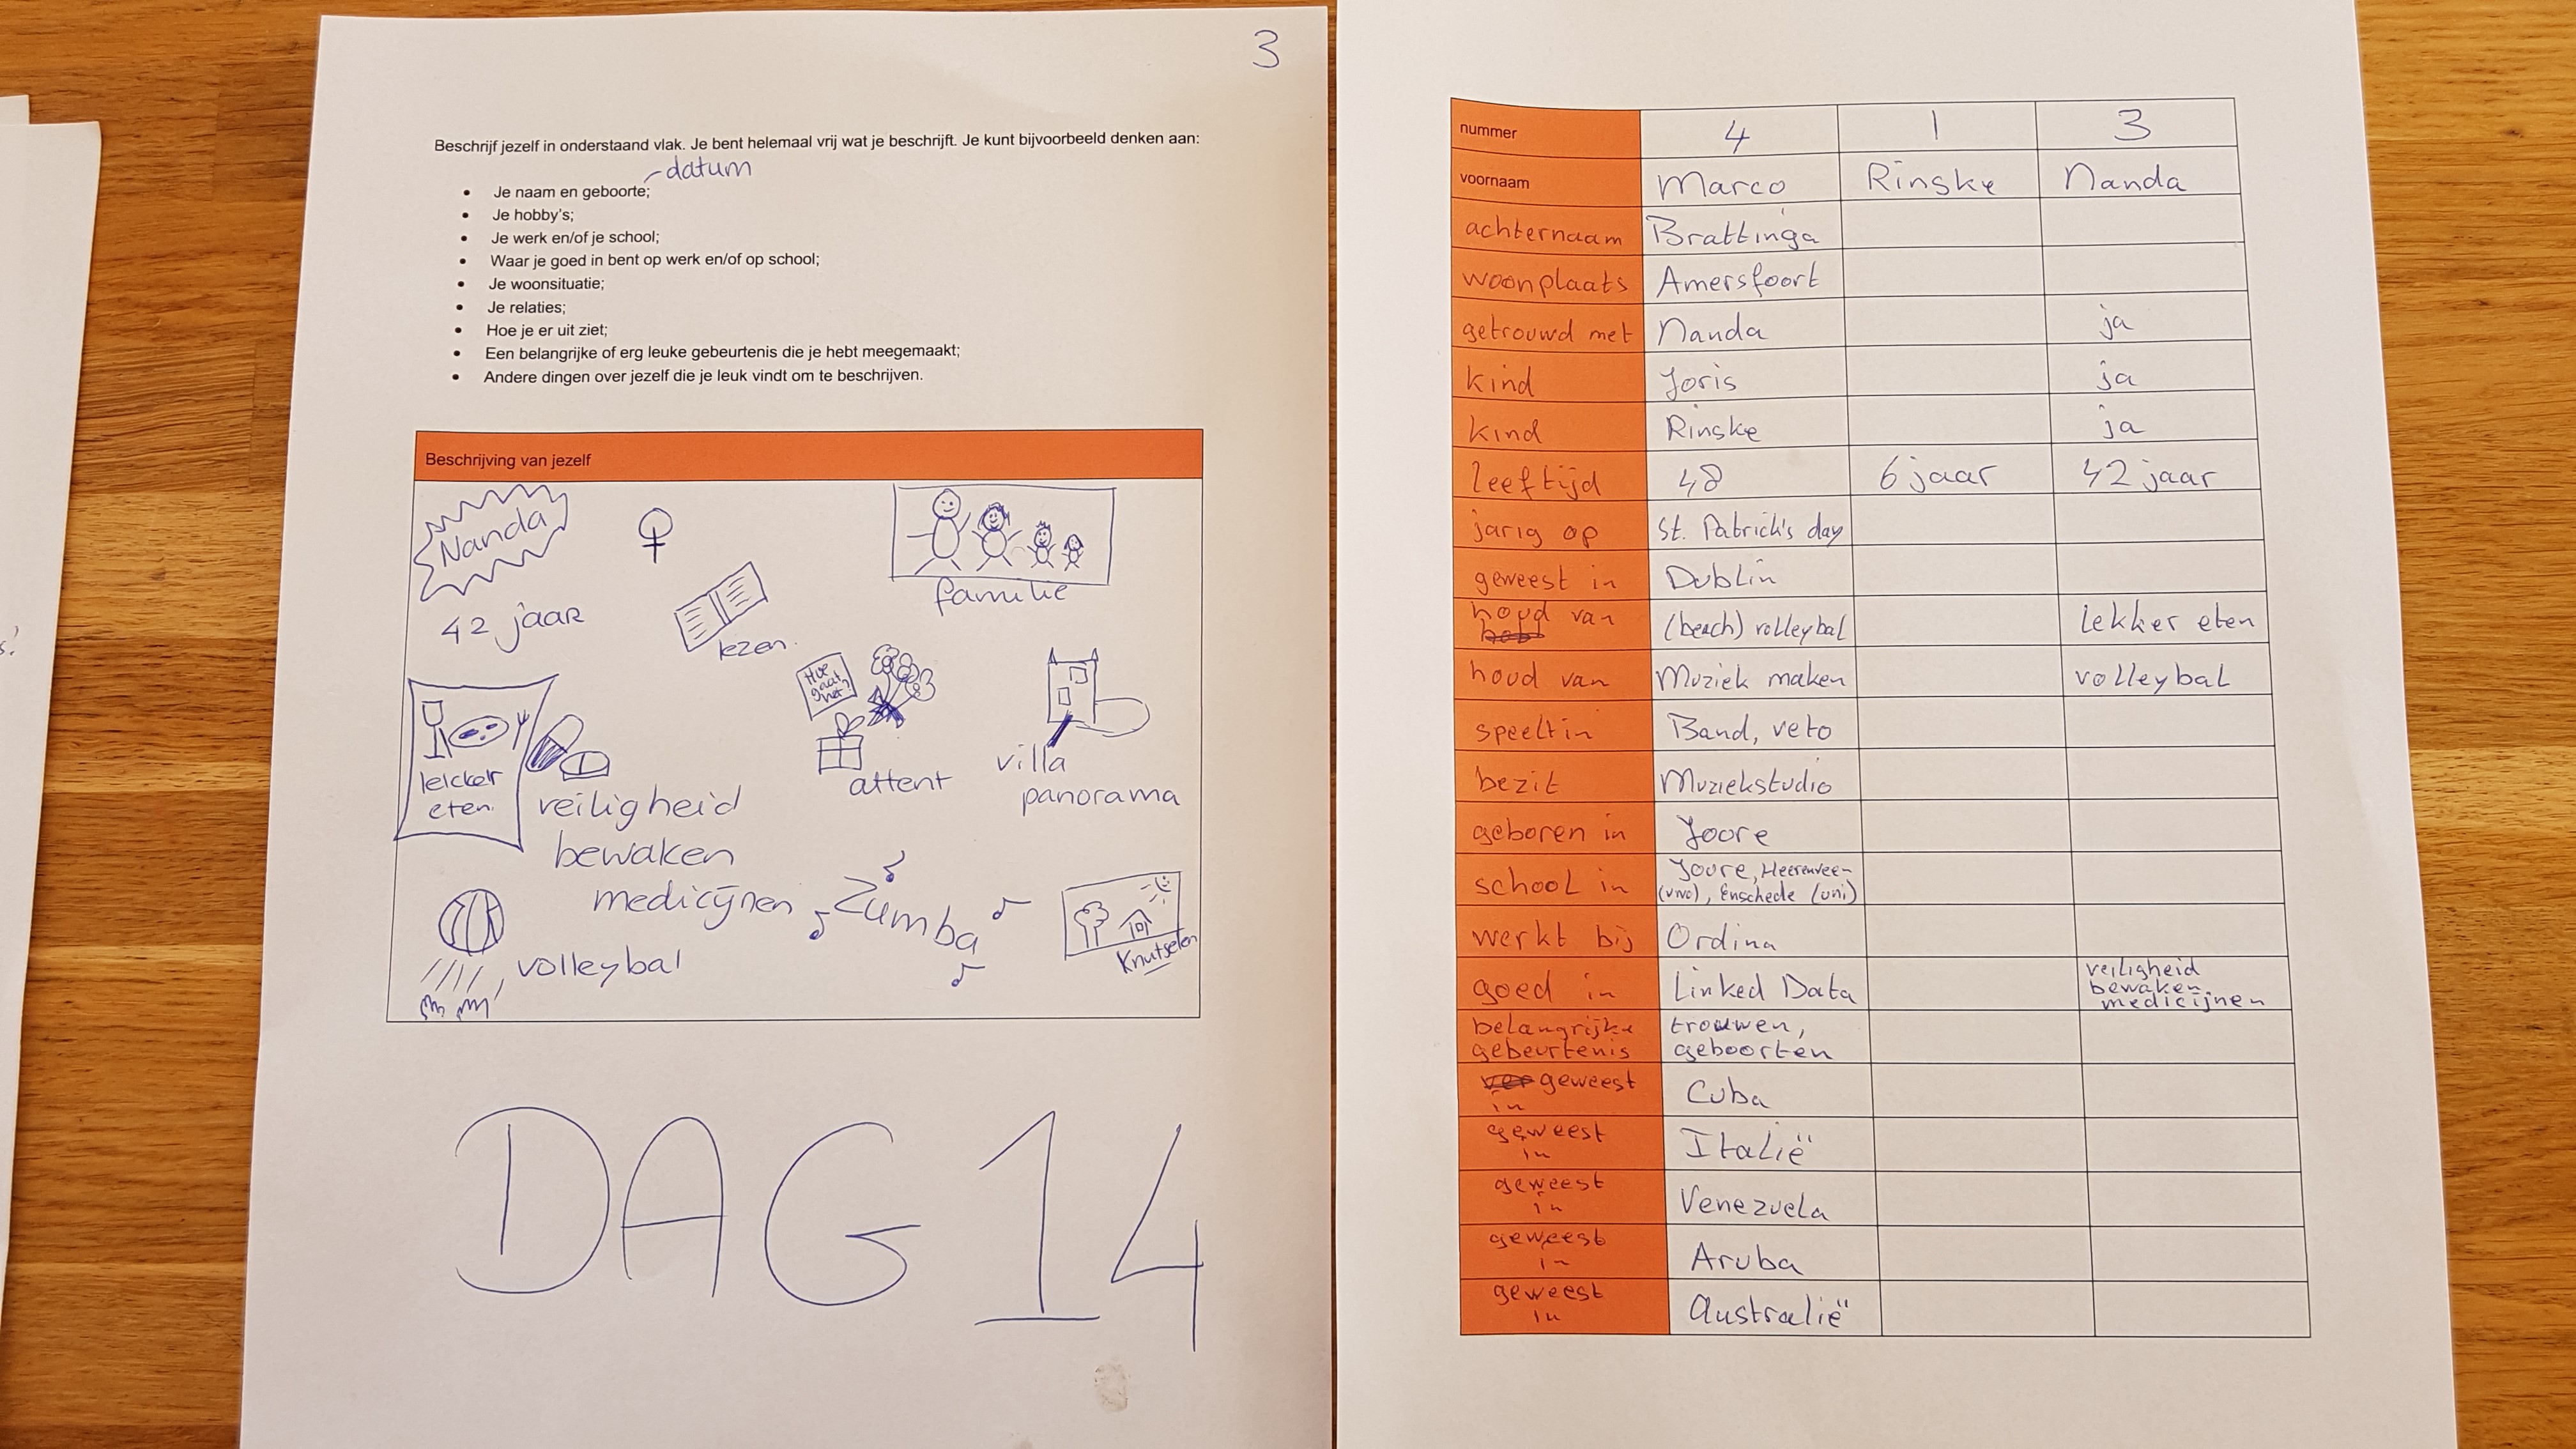 3
Beschrijf jezelf in onderstaand vlak. Je bent helemaal vrij wat je beschrijft. Je kunt bijvoorbeeld denken aan:
datum
• Je naam en geboorte;
• Je hobby's;
• Je werk en/of je school;
• Waar je goed in bent op werk en/of op school;
• Je woonsituatie;
• Je relaties;
• Hoe je er uit ziet;
• Een belangrijke of erg leuke gebeurtenis die je hebt meegemaakt;
• Andere dingen over jezelf die je leuk vindt om te beschrijven.
Beschrijving van jezelf
Nanda
familie
42 jaar
lezen
Hoe
gaat
het?
attent
villa
panorama
lekker
eten
veiligheid
bewaken
medicijnen
Zumba
Knutselen
volleybal
DAG 14
nummer 4 1 3
voornaam Marco Rinske Nanda
achternaam Brattinga
woonplaats Amersfoort
getrouwd met Nanda ja
kind Joris ja
kind Rinske ja
leeftijd 48 6 jaar 42 jaar
jarig op St. Patrick's day
geweest in Dublin
houd van (beach) volleybal lekker eten
houd van Muziek maken volleybal
speelt in Band, veto
bezit Muziekstudio
geboren in Joore
school in Joore, Heerenveen
(vwo), Enschede (uni)
werkt bij Ordina
goed in Linked Data veiligheid
bewaken
medicijnen
belangrijke trouwen,
gebeurtenis geboorten
geweest
in Cuba
geweest
in Italië
geweest
in Venezuela
geweest
in Aruba
geweest
in Australië